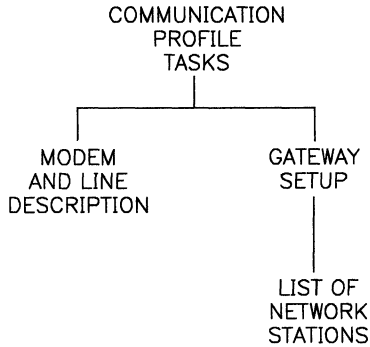 COMMUNICATION
PROFILE
TASKS
MODEM
AND LINE
DESCRIPTION
GATEWAY
SETUP
LIST OF
NETWORK
STATIONS